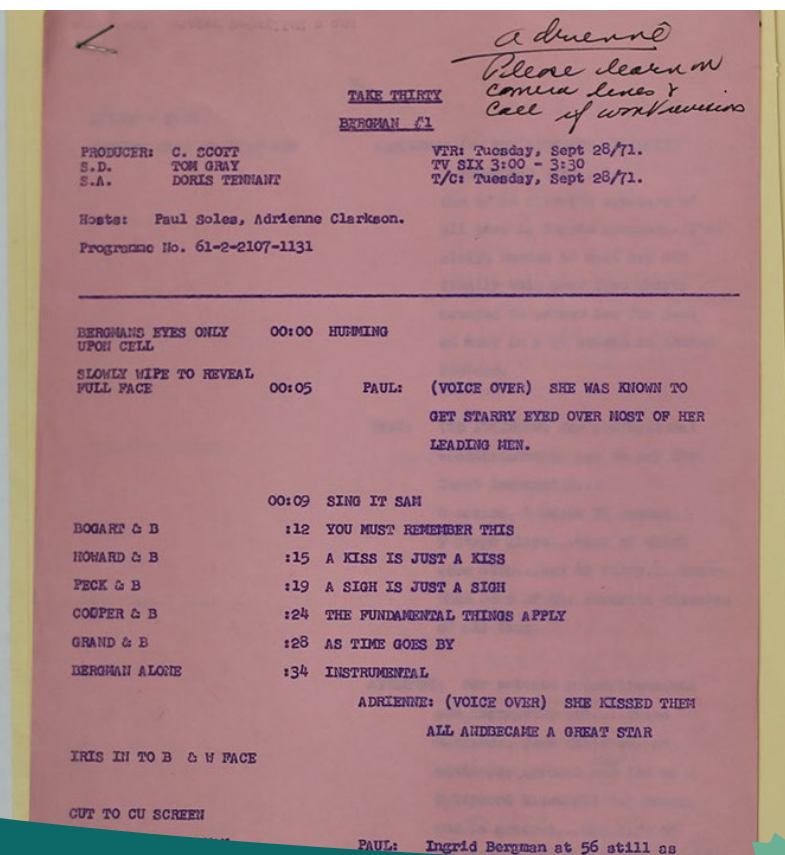 adrienne
Please learn on
camera lines &
call if want revisions
TAKE THIRTY
BERGMAN #1
PRODUCER: C. SCOTT VTR: Tuesday, Sept 28/71.
S.D. TOM GRAY TV SIX 3:00 - 3:30
S.A. DORIS TENNANT T/C: Tuesday, Sept 28/71.
Hosts: Paul Soles, Adrienne Clarkson.
Programme No. 61-2-2107-1131
BERGMANS EYES ONLY 00:00 HUMMING
UPON CELL
SLOWLY WIPE TO REVEAL
FULL FACE 00:05 PAUL: (VOICE OVER) SHE WAS KNOWN TO
GET STARRY EYED OVER MOST OF HER
LEADING MEN.
00:09 SING IT SAM
BOGART & B :12 YOU MUST REMEMBER THIS
HOWARD & B :15 A KISS IS JUST A KISS
PECK & B :19 A SIGH IS JUST A SIGH
COOPER & B :24 THE FUNDAMENTAL THINGS APPLY
GRAND & B :28 AS TIME GOES BY
BERGMAN ALONE :34 INSTRUMENTAL
ADRIENNE: (VOICE OVER) SHE KISSED THEM
ALL ANDBECAME A GREAT STAR
IRIS IN TO B & W FACE
CUT TO CU SCREEN
PAUL: Ingrid Bergman at 56 still as